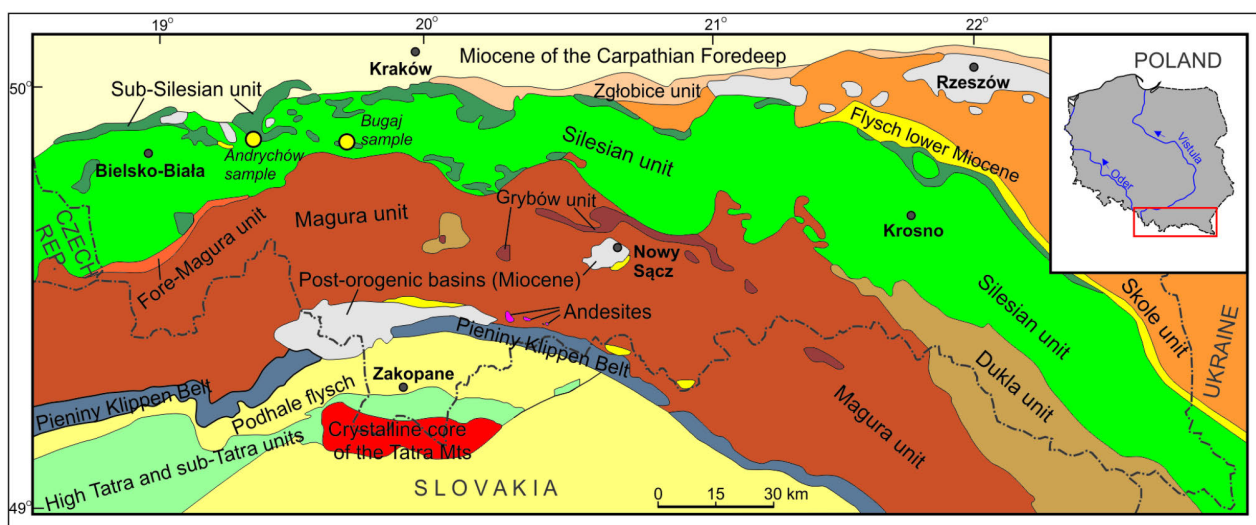 19°
20°
21°
22°
50°
49°
Miocene of the Carpathian Foredeep
Kraków
Rzeszów
Sub-Silesian unit
Zgłobice unit
Bugaj
sample
Andrychów
sample
Bielsko-Biała
Silesian unit
Flysch lower Miocene
POLAND
Vistula
Oder
CZECH
REP
Fore-Magura unit
Magura unit
Grybów unit
Nowy
Sącz
Krosno
Post-orogenic basins (Miocene)
Andesites
Silesian unit
Skole unit
UKRAINE
Pieniny Klippen Belt
Pieniny Klippen Belt
Dukla unit
Magura unit
Zakopane
Podhale flysch
Crystalline core
of the Tatra Mts
High Tatra and sub-Tatra units
SLOVAKIA
0 15 30 km